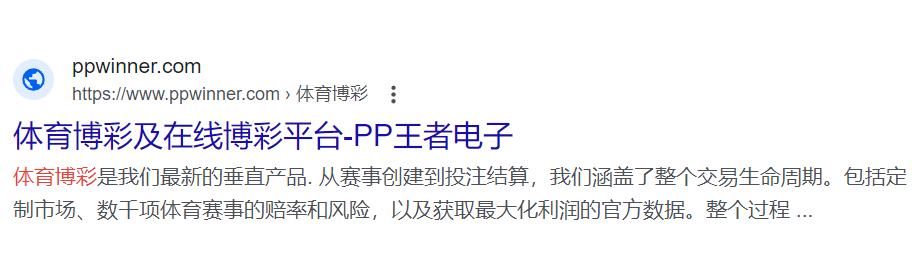 ppwinner.com
https://www.ppwinner.com › 体育博彩
体育博彩及在线博彩平台-PP王者电子
体育博彩是我们最新的垂直产品. 从赛事创建到投注结算，我们涵盖了整个交易生命周期。包括定
制市场、数千项体育赛事的赔率和风险，以及获取最大化利润的官方数据。整个过程 ...